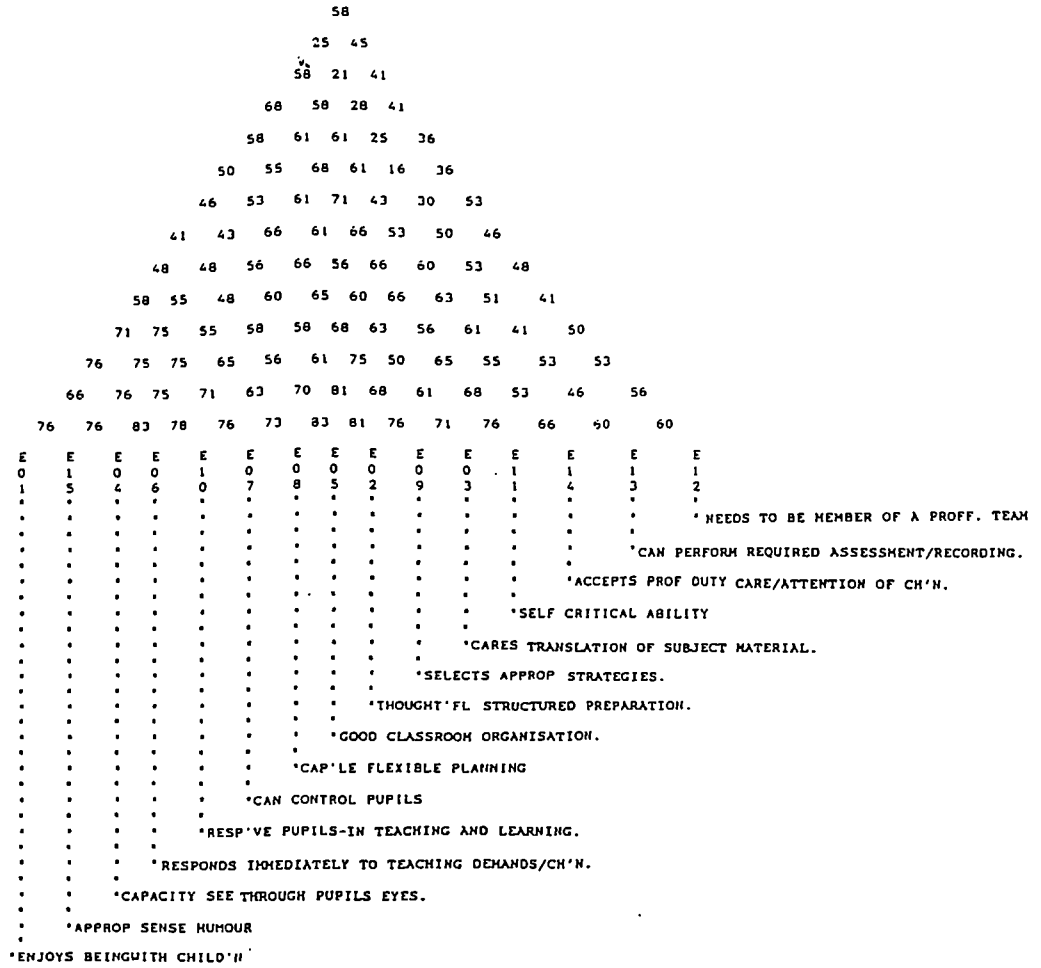 58
25 45
58 21 41
68 58 28 41
58 61 61 25 36
50 55 68 61 16 36
46 53 61 71 43 30 53
41 43 66 61 66 53 50 46
48 48 56 66 56 66 60 53 48
58 55 48 60 65 60 66 63 51 41
71 75 55 58 58 68 63 56 61 41 50
76 75 75 65 56 61 75 50 65 55 53 53
66 76 75 71 63 70 81 68 61 68 53 46 56
76 76 83 78 76 73 83 81 76 71 76 66 50 60
E E E E E E E E E E E E E E E
0 1 0 0 1 0 0 0 0 0 0 1 1 1 1
1 5 4 6 0 7 8 5 2 9 3 1 4 3 2
NEEDS TO BE MEMBER OF A PROFF. TEAM
CAN PERFORM REQUIRED ASSESSMENT/RECORDING.
ACCEPTS PROF DUTY CARE/ATTENTION OF CH'N.
SELF CRITICAL ABILITY
CARES TRANSLATION OF SUBJECT MATERIAL.
SELECTS APPROP STRATEGIES.
THOUGHT'FL STRUCTURED PREPARATION.
GOOD CLASSROOM ORGANISATION.
CAP'LE FLEXIBLE PLANNING
CAN CONTROL PUPILS
RESP'VE PUPILS-IN TEACHING AND LEARNING.
RESPONDS IMMEDIATELY TO TEACHING DEMANDS/CH'N.
CAPACITY SEE THROUGH PUPILS EYES.
APPROP SENSE HUMOUR
ENJOYS BEINGWITH CHILD'N